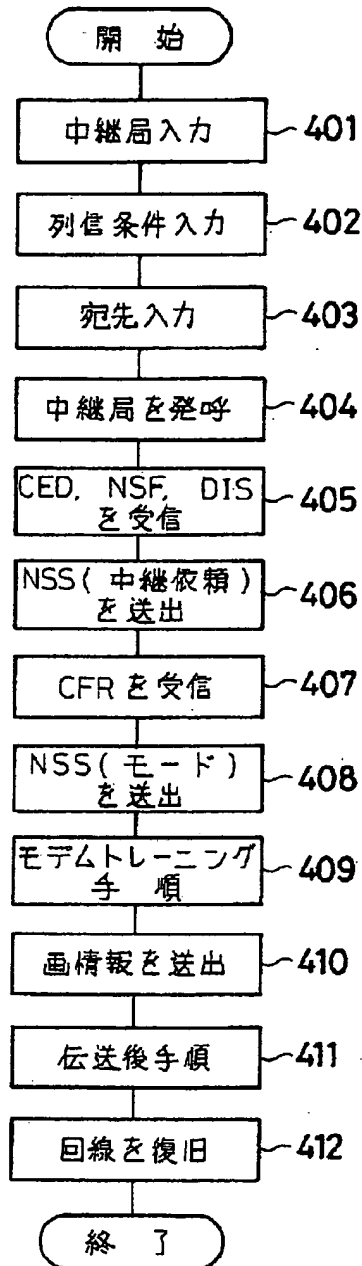 開 始
中継局入力 401
列信条件入力 402
宛先入力 403
中継局を発呼 404
CED, NSF, DIS
を受信 405
NSS(中継依頼)
を送出 406
CFRを受信 407
NSS(モード)
を送出 408
モデムトレーニング
手 順 409
画情報を送出 410
伝送後手順 411
回線を復旧 412
終 了